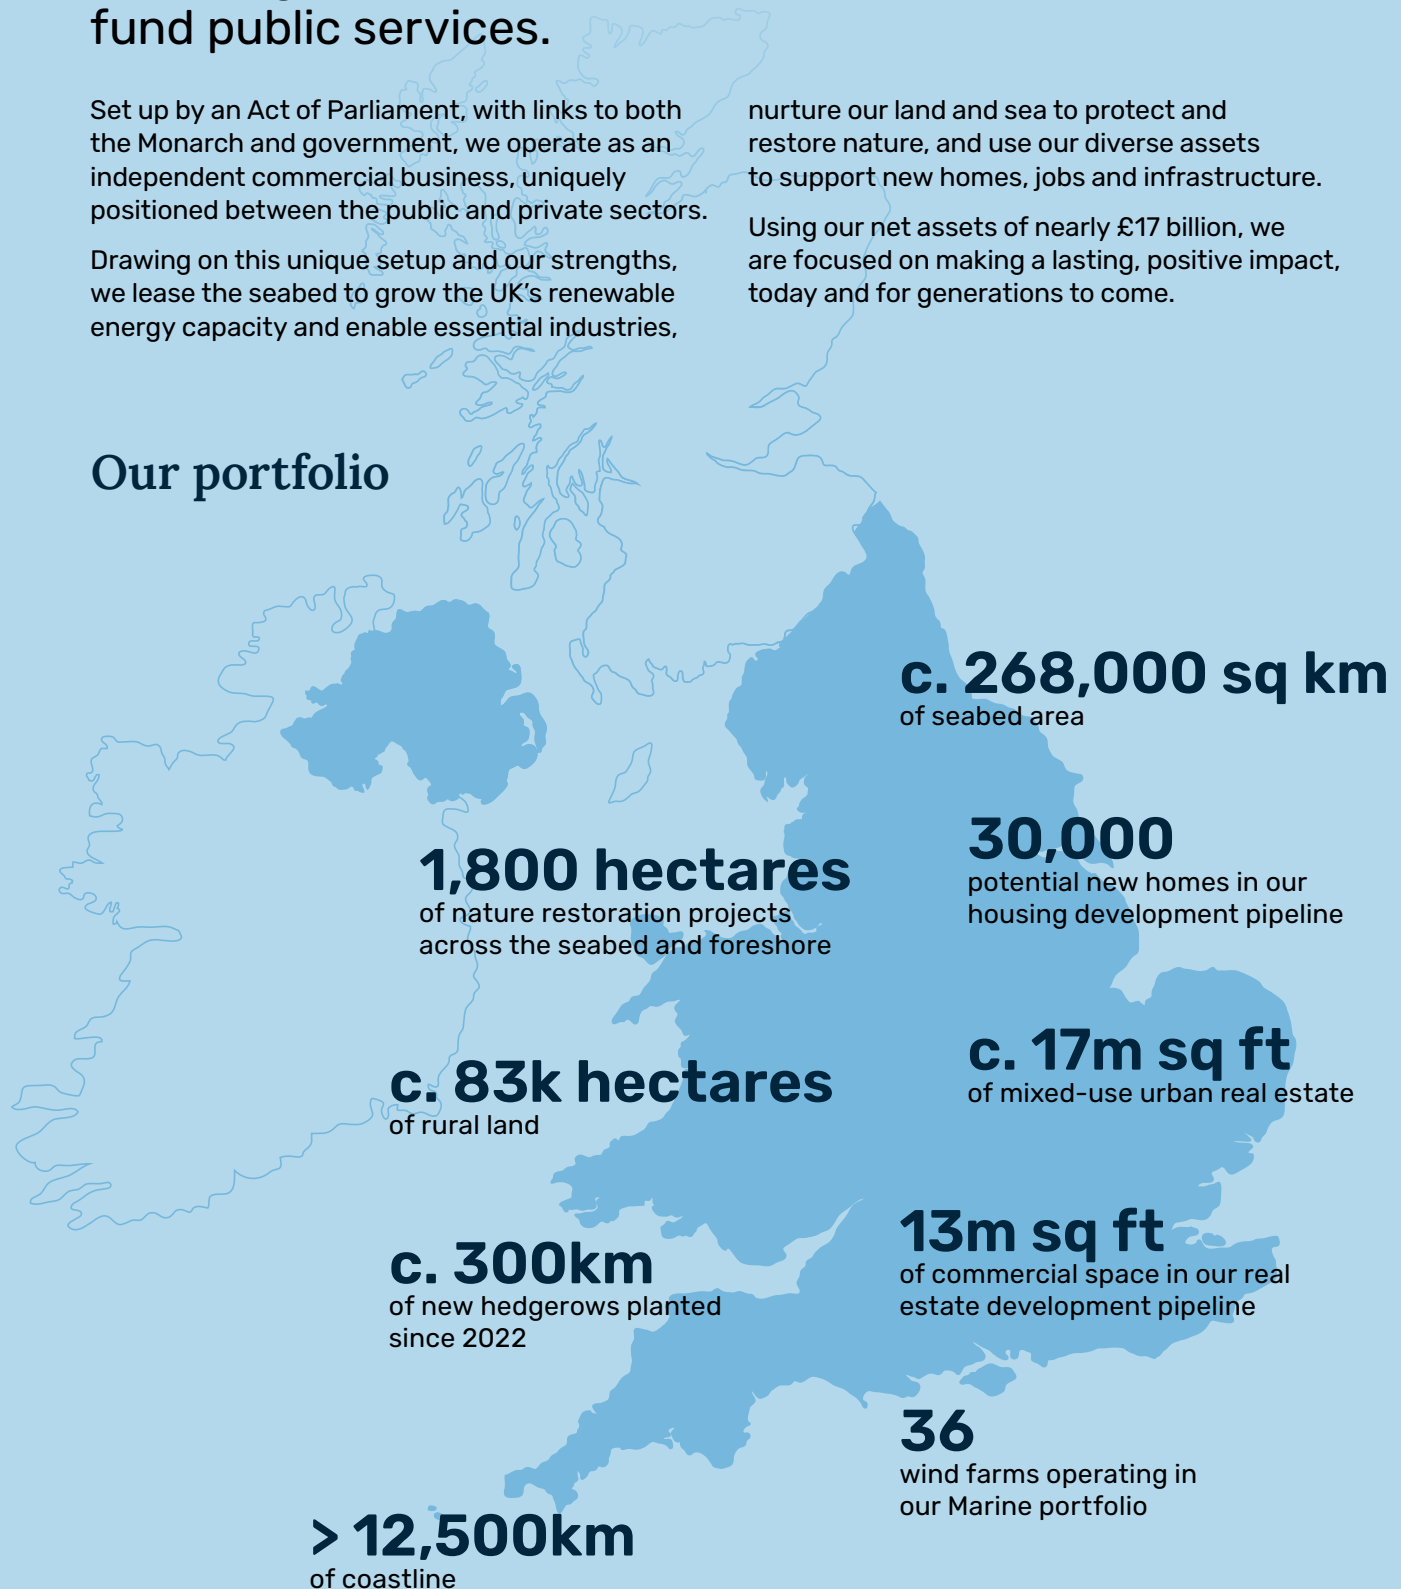 fund public services.
Set up by an Act of Parliament, with links to both
the Monarch and government, we operate as an
independent commercial business, uniquely
positioned between the public and private sectors.
Drawing on this unique setup and our strengths,
we lease the seabed to grow the UK’s renewable
energy capacity and enable essential industries,
nurture our land and sea to protect and
restore nature, and use our diverse assets
to support new homes, jobs and infrastructure.
Using our net assets of nearly £17 billion, we
are focused on making a lasting, positive impact,
today and for generations to come.
Our portfolio
c. 268,000 sq km
of seabed area
30,000
potential new homes in our
housing development pipeline
1,800 hectares
of nature restoration projects
across the seabed and foreshore
c. 17m sq ft
of mixed-use urban real estate
c. 83k hectares
of rural land
13m sq ft
of commercial space in our real
estate development pipeline
c. 300km
of new hedgerows planted
since 2022
36
wind farms operating in
our Marine portfolio
> 12,500km
of coastline